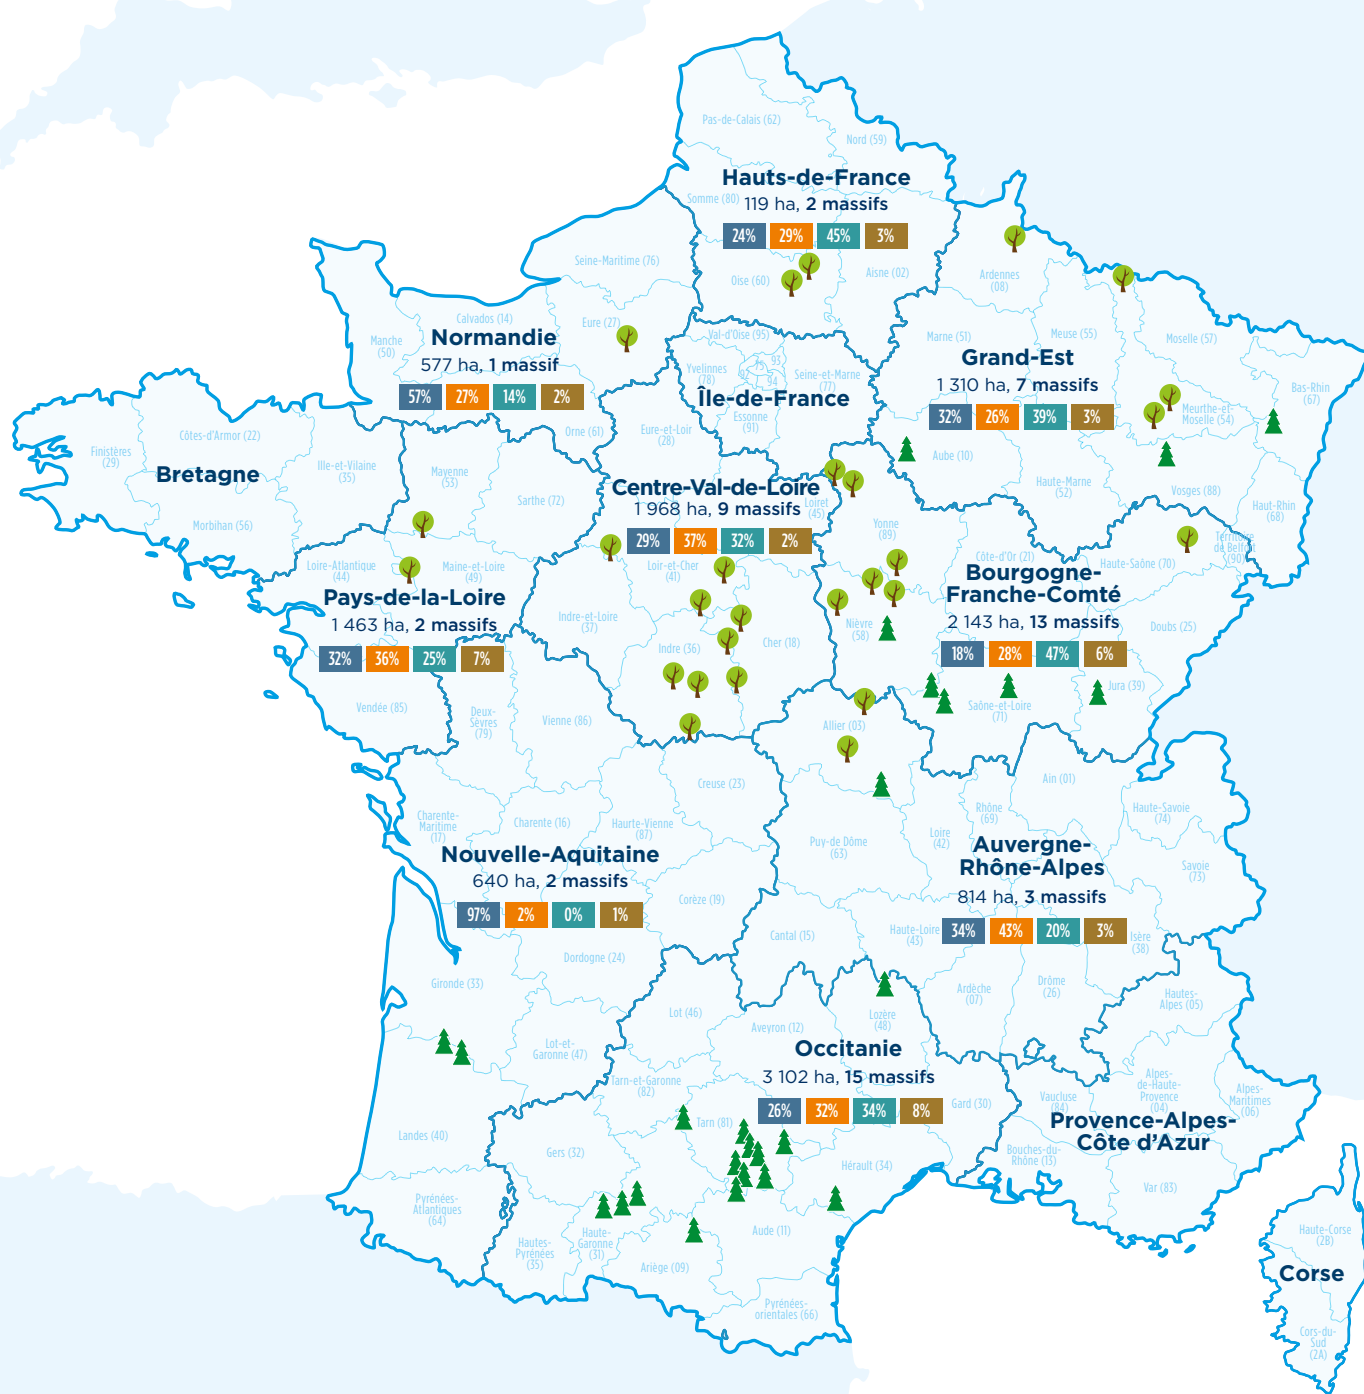 Pas-de-Calais (62)
Nord (59)
Hauts-de-France
Somme (80)
119 ha, 2 massifs
24% 29% 45% 3%
Oise (60)
Aisne (02)
Seine-Maritime (76)
Ardennes
(08)
Calvados (14)
Eure (27)
Manche
(50)
Normandie
577 ha, 1 massif
57% 27% 14% 2%
Orne (61)
Val-d'Oise (95)
Yvelines
(78)
92
75
93
94
Seine-et-Marne
(77)
Île-de-France
Essonne
(91)
Marne (51)
Meuse (55)
Moselle (57)
Grand-Est
1 310 ha, 7 massifs
32% 26% 39% 3%
Bas-Rhin
(67)
Meurthe-et-
Moselle (54)
Aube (10)
Haute-Marne
(52)
Vosges (88)
Haut-Rhin
(68)
Côtes-d'Armor (22)
Finistères
(29)
Bretagne
Ille-et-Vilaine
(35)
Morbihan (56)
Mayenne
(53)
Sarthe (72)
Eure-et-Loir
(28)
Centre-Val-de-Loire
1 968 ha, 9 massifs
Loiret
(45)
29% 37% 32% 2%
Loir-et-Cher
(41)
Yonne
(89)
Côte-d'Or (21)
Haute-Saône (70)
Territoire
de Belfort
(90)
Bourgogne-
Franche-Comté
2 143 ha, 13 massifs
18% 28% 47% 6%
Nièvre
(58)
Doubs (25)
Jura (39)
Saône-et-Loire
(71)
Loire-Atlantique
(44)
Maine-et-Loire
(49)
Pays-de-la-Loire
1 463 ha, 2 massifs
32% 36% 25% 7%
Vendée (85)
Indre-et-Loire
(37)
Indre (36)
Cher (18)
Deux-
Sèvres
(79)
Vienne (86)
Allier (03)
Creuse (23)
Charente-
Maritime
(17)
Charente (16)
Haurte-Vienne
(87)
Nouvelle-Aquitaine
640 ha, 2 massifs
97% 2% 0% 1%
Corèze (19)
Dordogne (24)
Gironde (33)
Lot-et-
Garonne (47)
Landes (40)
Pyrénées-
Atlantiques
(64)
Puy-de Dôme
(63)
Loire
(42)
Rhône
(69)
Ain (01)
Haute-Savoie
(74)
Savoie
(73)
Auvergne-
Rhône-Alpes
814 ha, 3 massifs
34% 43% 20% 3%
Cantal (15)
Haute-Loire
(43)
Isère
(38)
Ardèche
(07)
Drôme
(26)
Hautes-
Alpes (05)
Lot (46)
Aveyron (12)
Lozère
(48)
Occitanie
3 102 ha, 15 massifs
26% 32% 34% 8%
Tarn-et-Garonne
(82)
Tarn (81)
Gard (30)
Gers (32)
Hérault (34)
Haute-
Garonne
(31)
Hautes-
Pyrénées
(35)
Ariège (09)
Aude (11)
Pyrénées-
orientales (66)
Vaucluse
(84)
Alpes-
de-Haute-
Provence
(04)
Alpes-
Maritimes
(06)
Provence-Alpes-
Côte d'Azur
Bouches-du-
Rhône (13)
Var (83)
Haute-Corse
(2B)
Corse
Cors-du-
Sud
(2A)